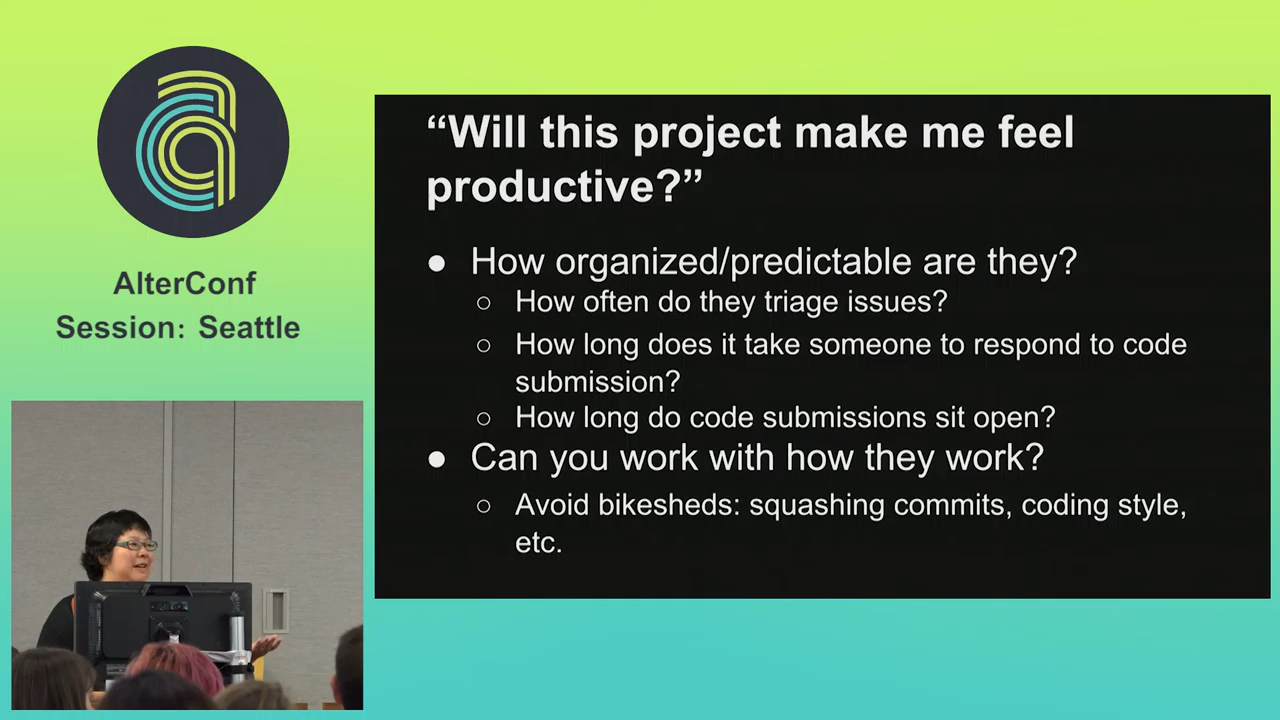 AlterConf
Session: Seattle
“Will this project make me feel
productive?”
● How organized/predictable are they?
○ How often do they triage issues?
○ How long does it take someone to respond to code
submission?
○ How long do code submissions sit open?
● Can you work with how they work?
○ Avoid bikesheds: squashing commits, coding style,
etc.